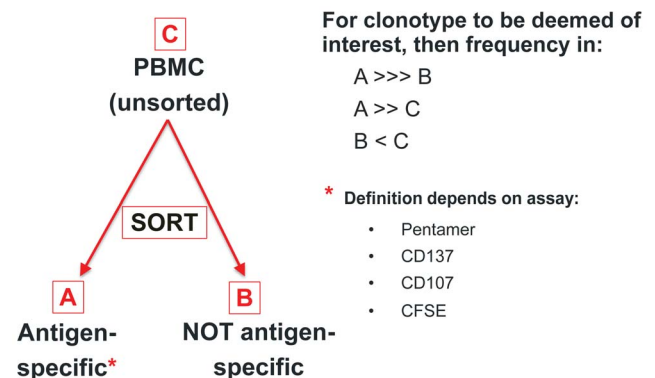 C
PBMC
(unsorted)
SORT
A
Antigen-
specific*
B
NOT antigen-
specific
For clonotype to be deemed of
interest, then frequency in:
A >>> B
A >> C
B < C
* Definition depends on assay:
• Pentamer
• CD137
• CD107
• CFSE